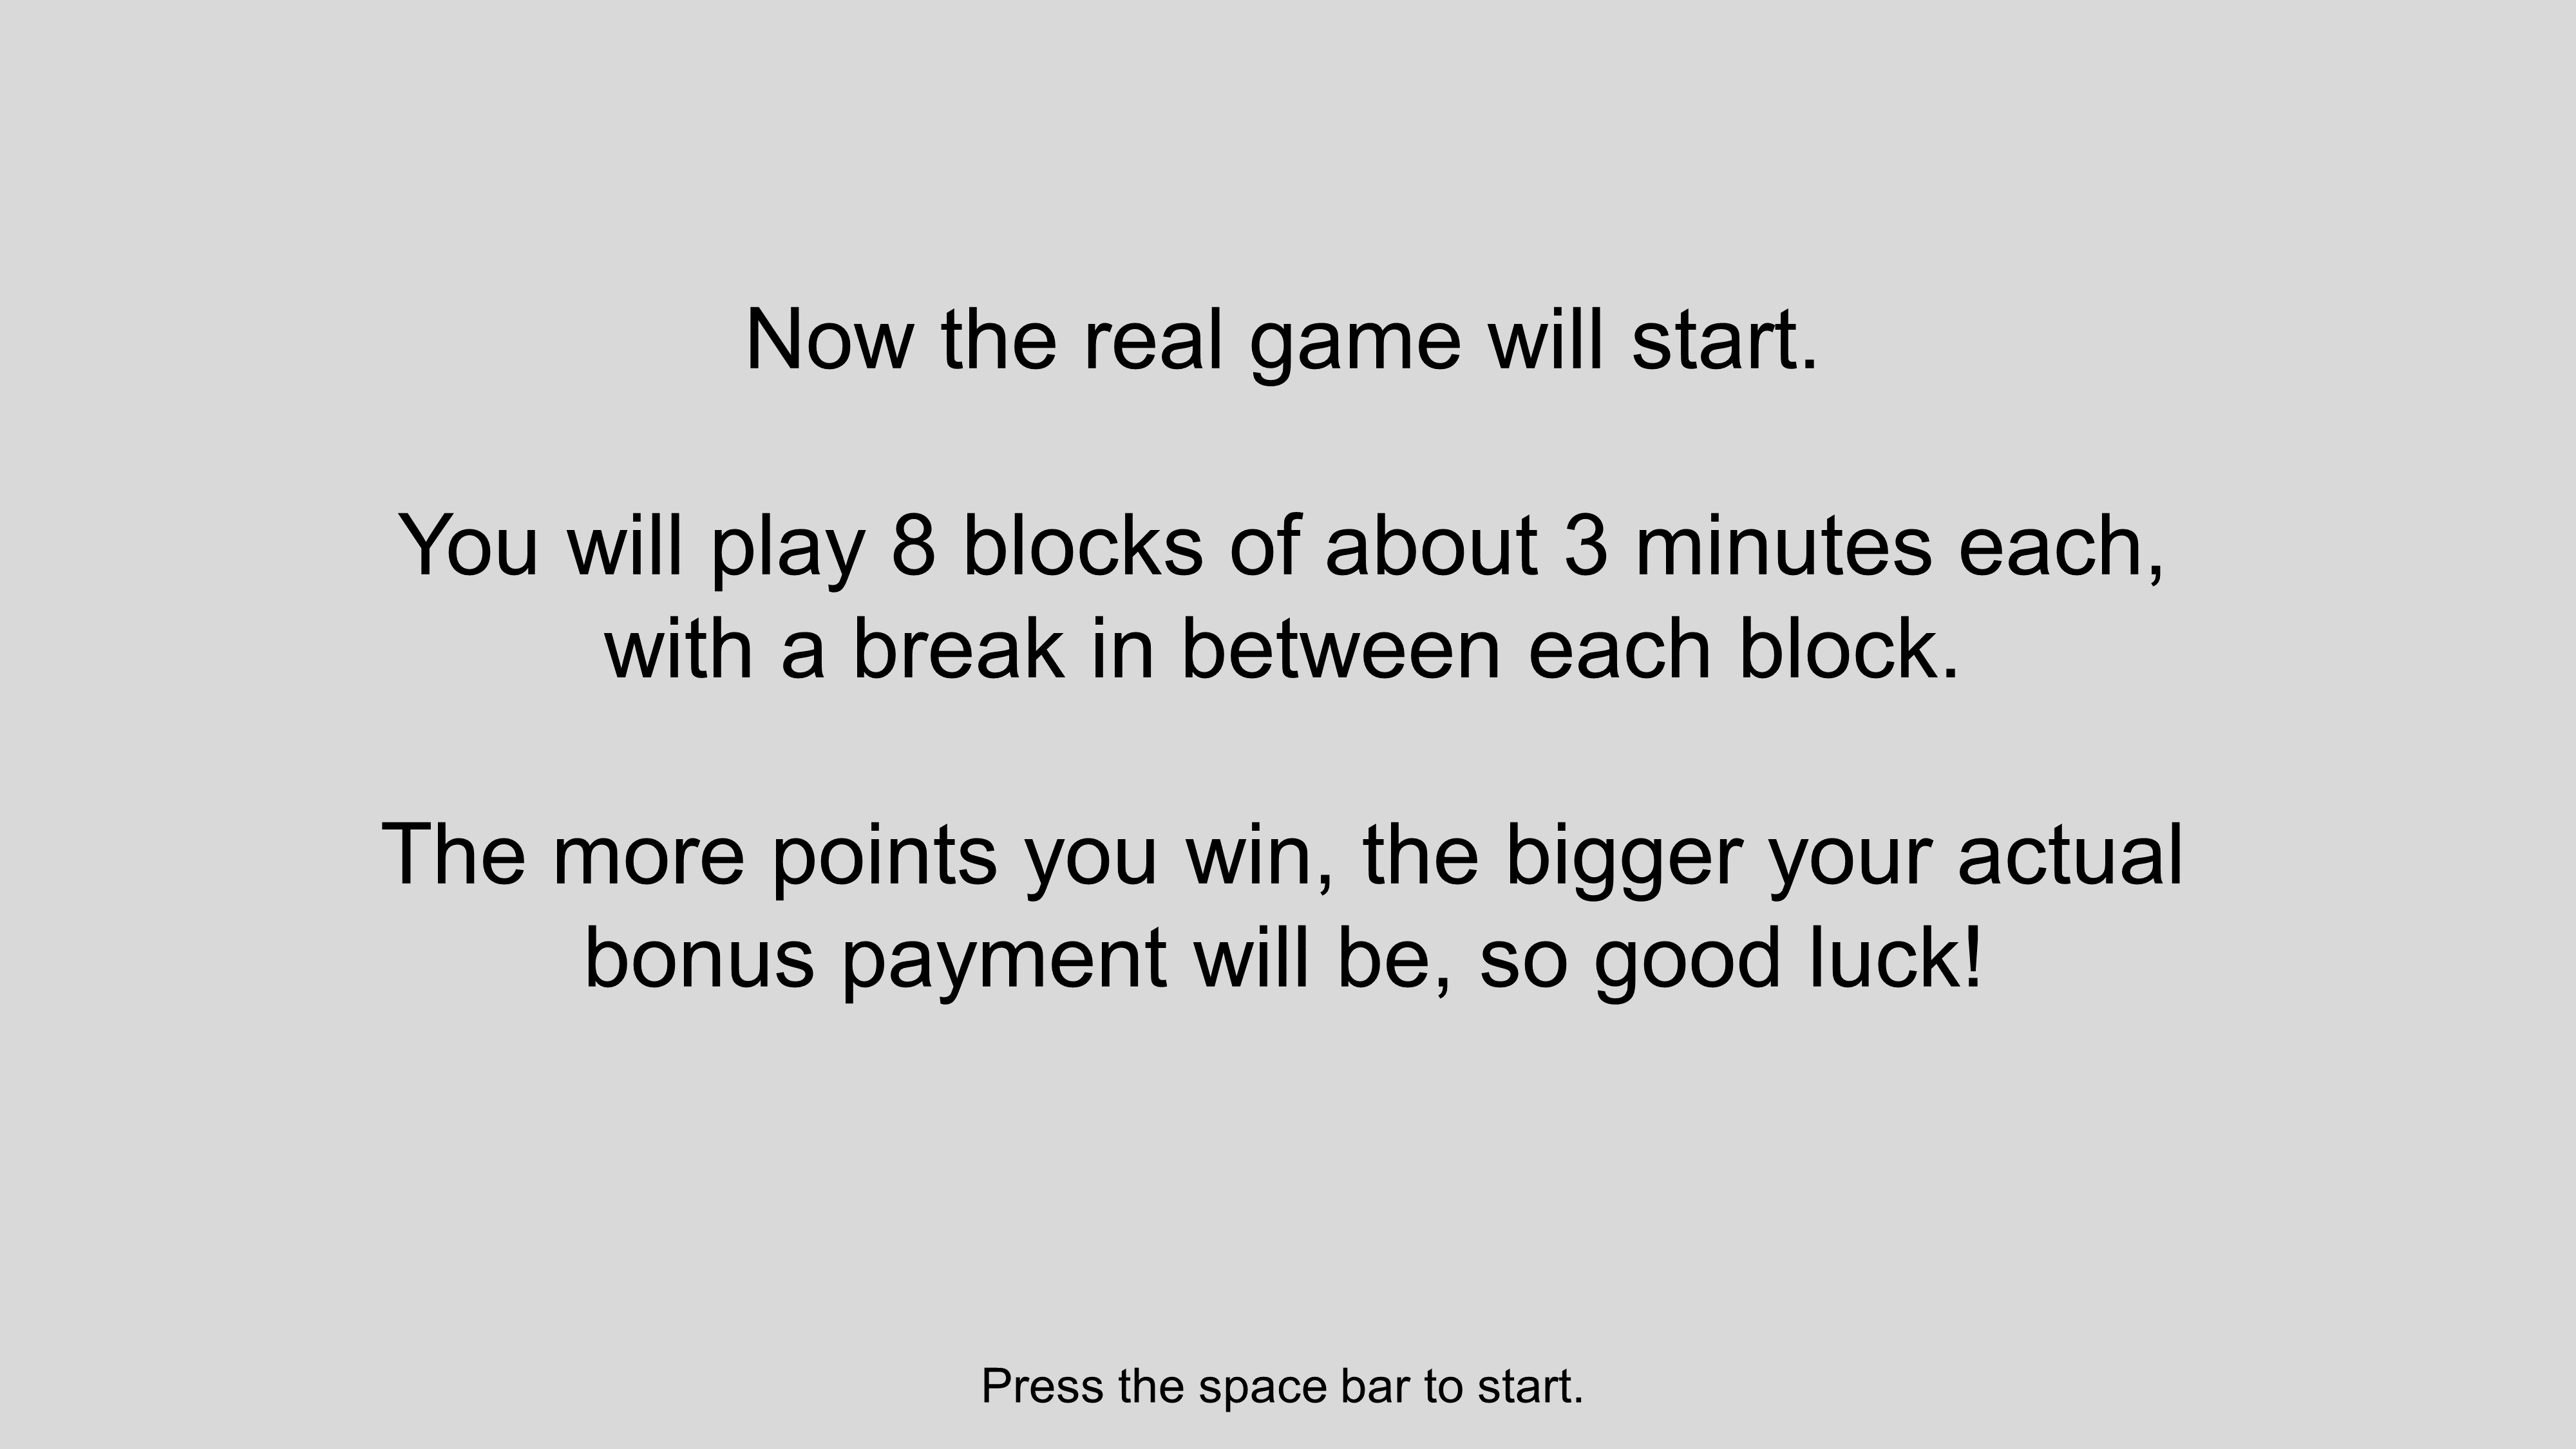 Now the real game will start.
You will play 8 blocks of about 3 minutes each,
with a break in between each block.
The more points you win, the bigger your actual
bonus payment will be, so good luck!
Press the space bar to start.